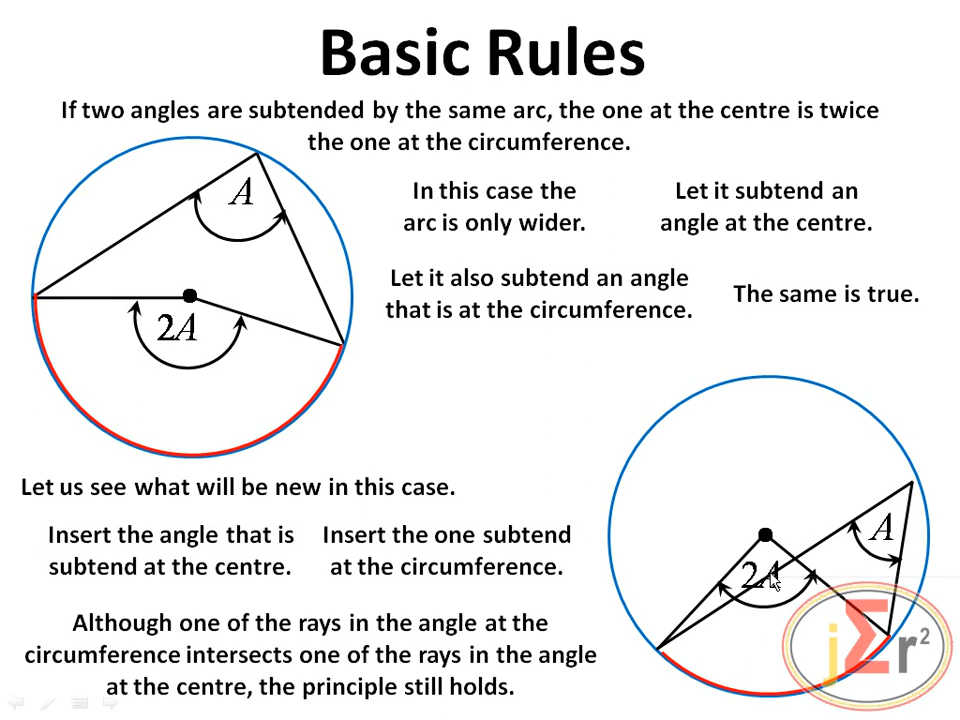 Basic Rules
If two angles are subtended by the same arc, the one at the centre is twice
the one at the circumference.
A
2A
In this case the
arc is only wider.
Let it subtend an
angle at the centre.
Let it also subtend an angle
that is at the circumference.
The same is true.
Let us see what will be new in this case.
Insert the angle that is
subtend at the centre.
Insert the one subtend
at the circumference.
Although one of the rays in the angle at the
circumference intersects one of the rays in the angle
at the centre, the principle still holds.
A
2A
jΣr²